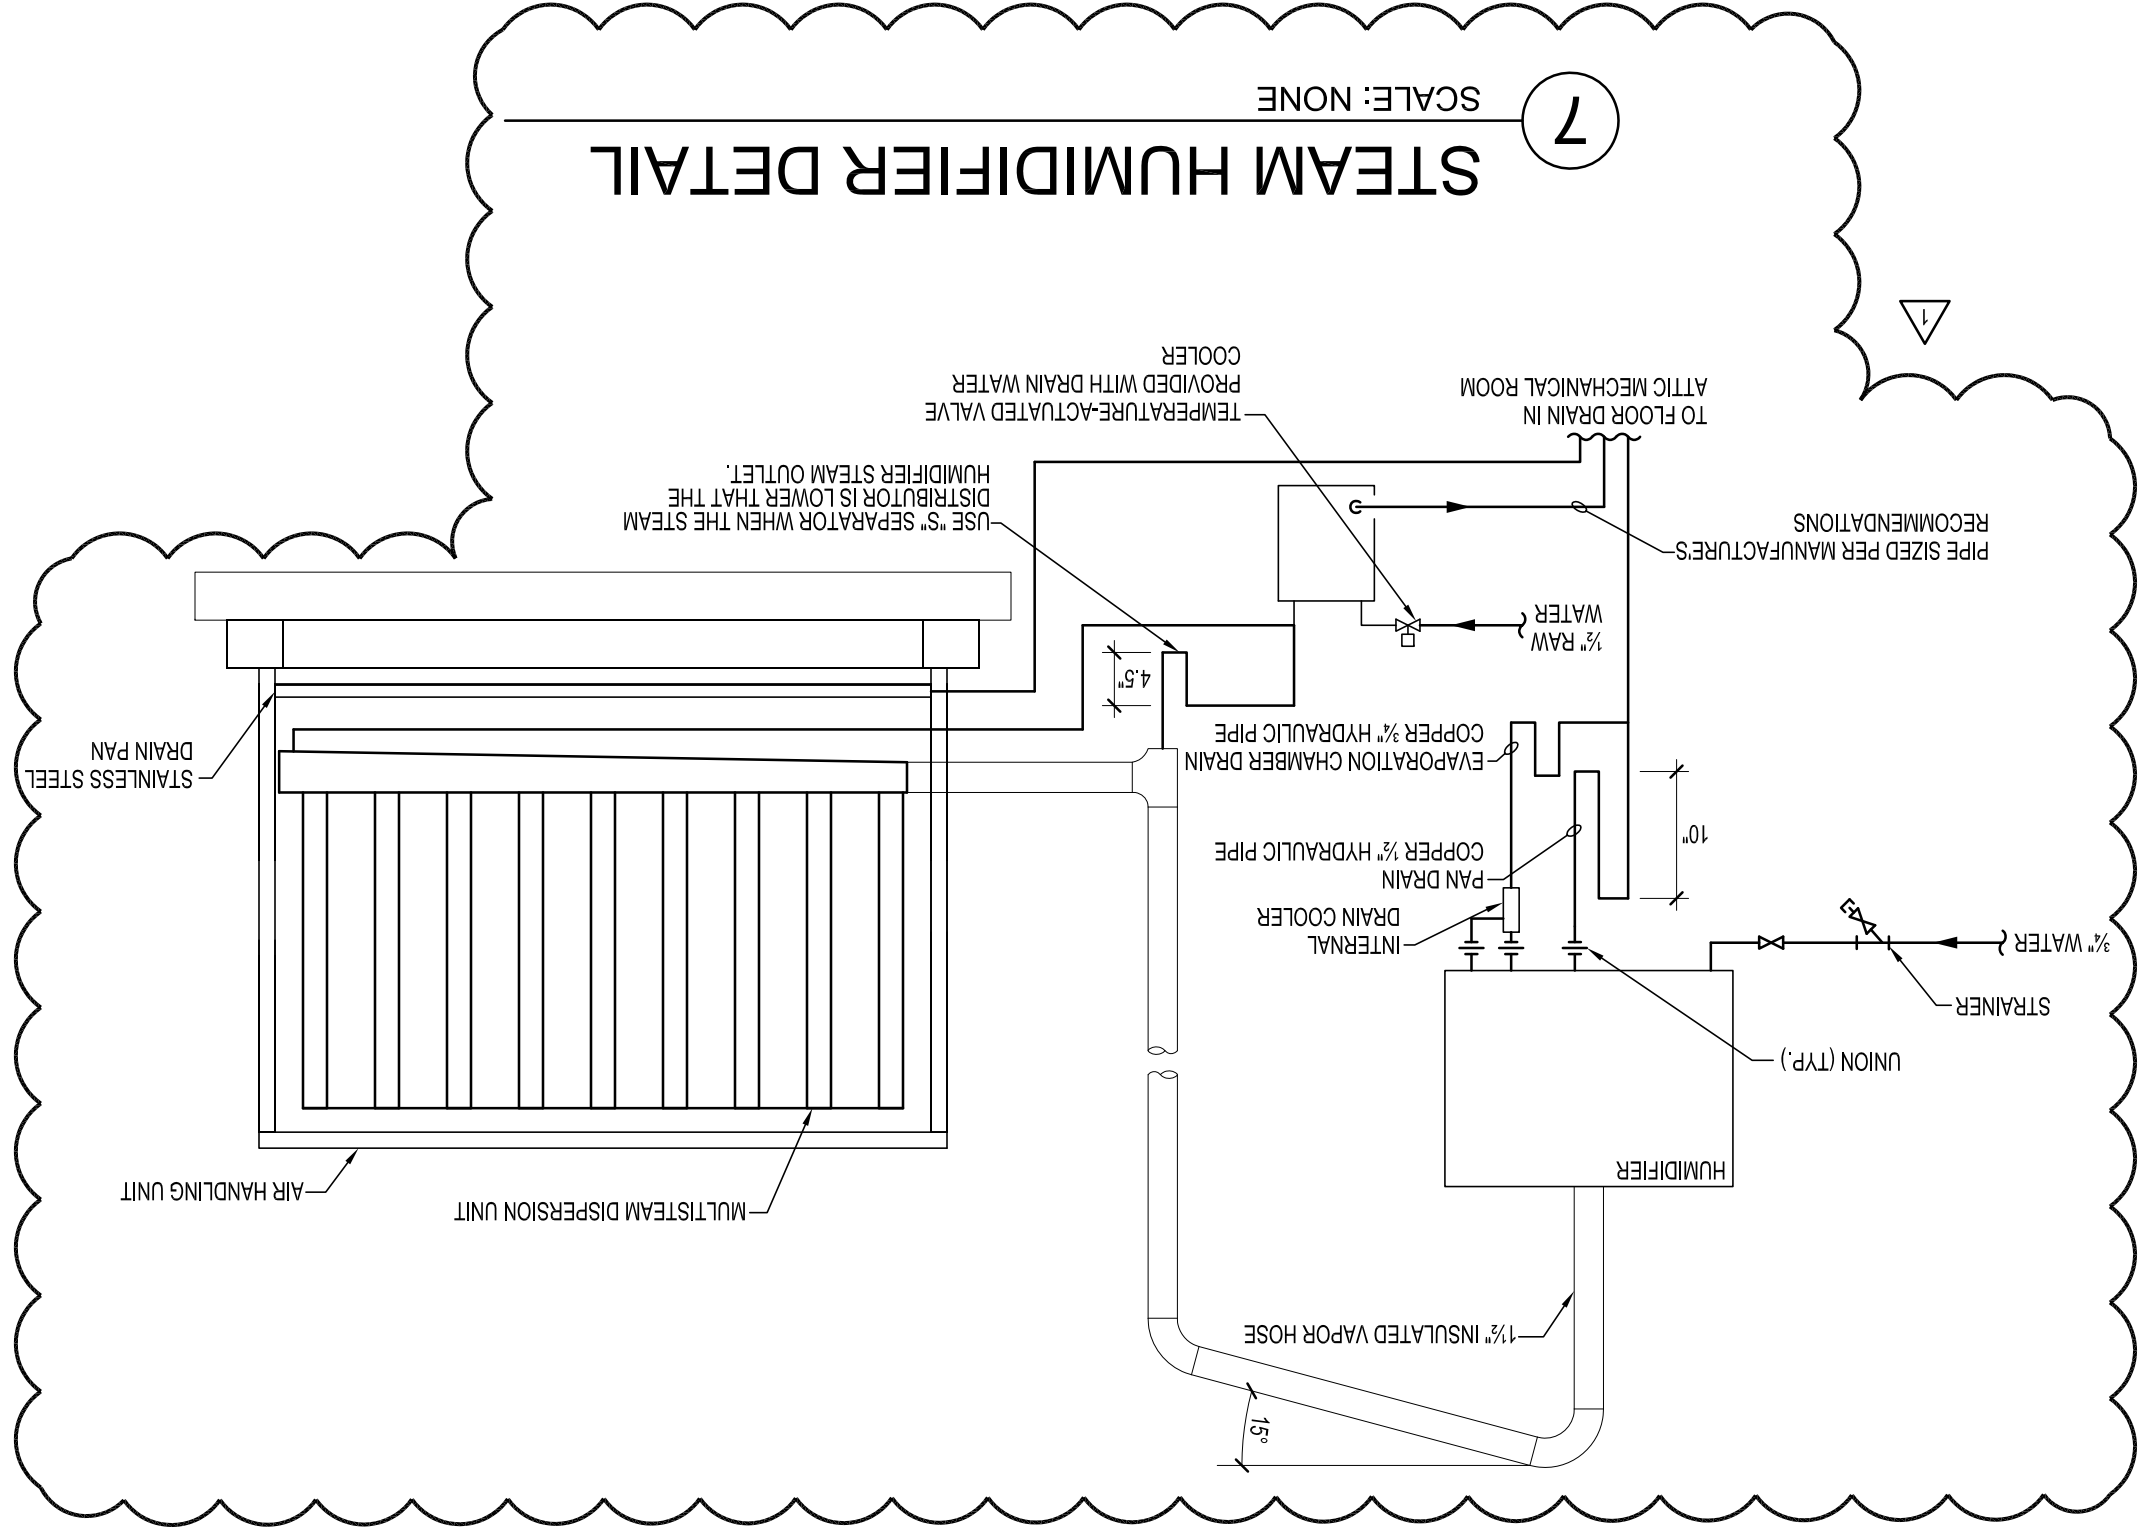 1½" INSULATED VAPOR HOSE
15°
HUMIDIFIER
MULTISTEAM DISPERSION UNIT
AIR HANDLING UNIT
UNION (TYP.)
STRAINER
¾" WATER
INTERNAL
DRAIN COOLER
PAN DRAIN
COPPER ½" HYDRAULIC PIPE
10"
EVAPORATION CHAMBER DRAIN
COPPER ¾" HYDRAULIC PIPE
STAINLESS STEEL
DRAIN PAN
4.5"
½" RAW
WATER
PIPE SIZED PER MANUFACTURE'S
RECOMMENDATIONS
USE "S" SEPARATOR WHEN THE STEAM
DISTRIBUTOR IS LOWER THAT THE
HUMIDIFIER STEAM OUTLET.
TO FLOOR DRAIN IN
ATTIC MECHANICAL ROOM
TEMPERATURE-ACTUATED VALVE
PROVIDED WITH DRAIN WATER
COOLER
1
7
STEAM HUMIDIFIER DETAIL
SCALE: NONE